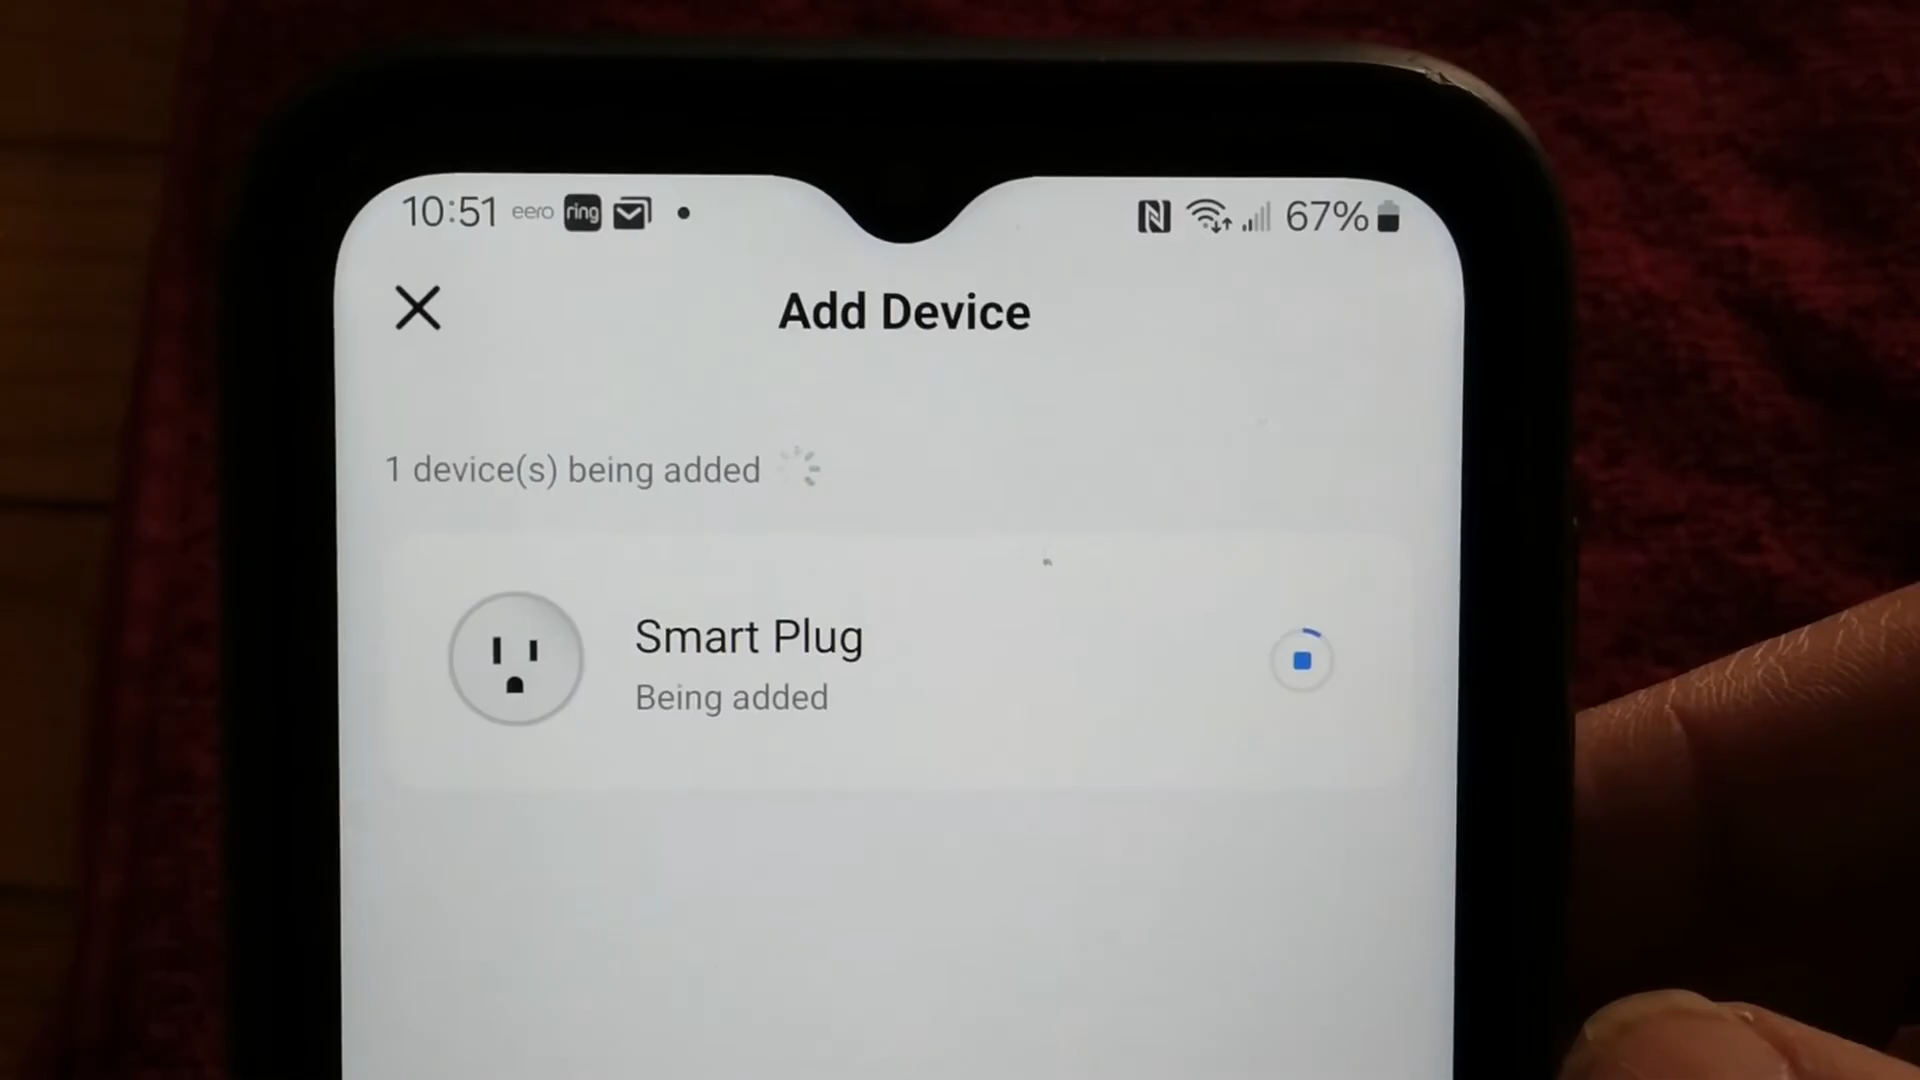 10:51 eero ring 67%
Add Device
1 device(s) being added
Smart Plug
Being added